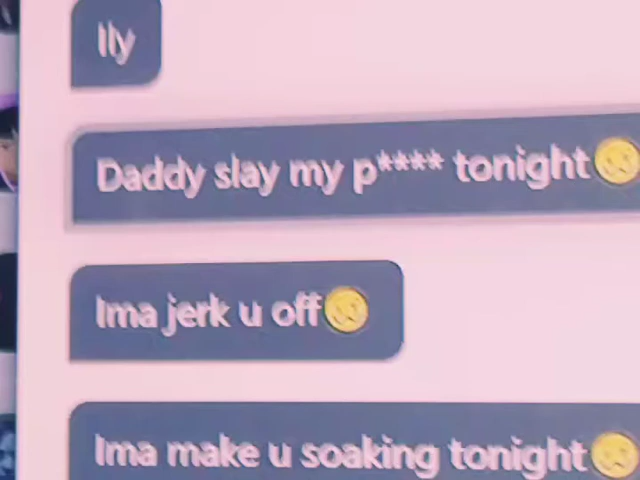 Ily
Daddy slay my p**** tonight
Ima jerk u off
Ima make u soaking tonight